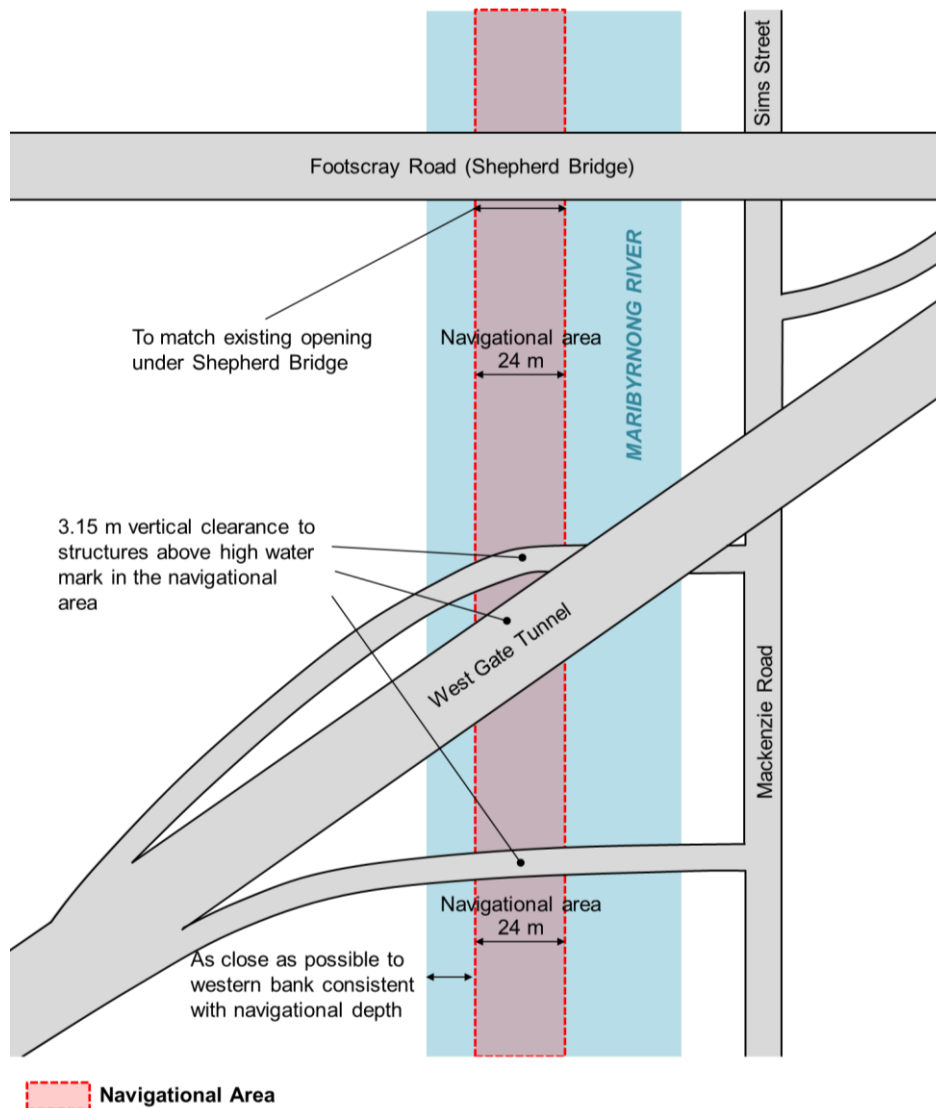 Sims Street
Footscray Road (Shepherd Bridge)
MARIBYRNONG RIVER
To match existing opening
under Shepherd Bridge
Navigational area
24 m
3.15 m vertical clearance to
structures above high water
mark in the navigational
area
West Gate Tunnel
Mackenzie Road
Navigational area
24 m
As close as possible to
western bank consistent
with navigational depth
Navigational Area